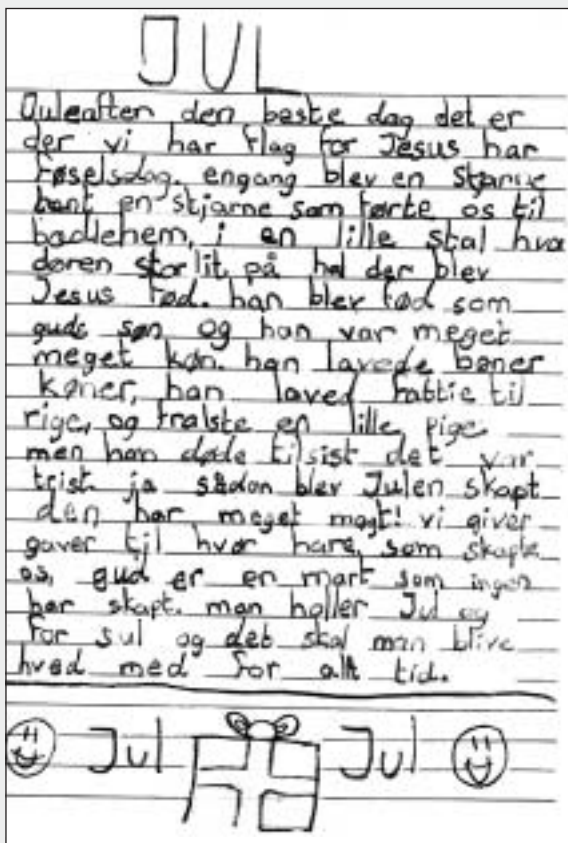 JUL
Juleaften den beste dag det er
der vi har flag for Jesus har
føselsdag. engang blev en stjarne
tant en stjarne som førte os til
badlehem, i en lille stal hvor
døren stor lit på hel der blev
Jesus fød. han blev fød som
guds søn og han var meget
meget køn. han lavede bøner
køner, han laved fattie til
rige, og fralste en lille pige
men han døde tilsist det var
trist. ja sådan blev Julen skapt
den har meget magt! vi giver
gaver til hvar hare, som skapte
os, gud er en mart som ingen
har skapt. man holler Jul og
for Jul og det skal man blive
hved med for alt tid.
Jul Jul